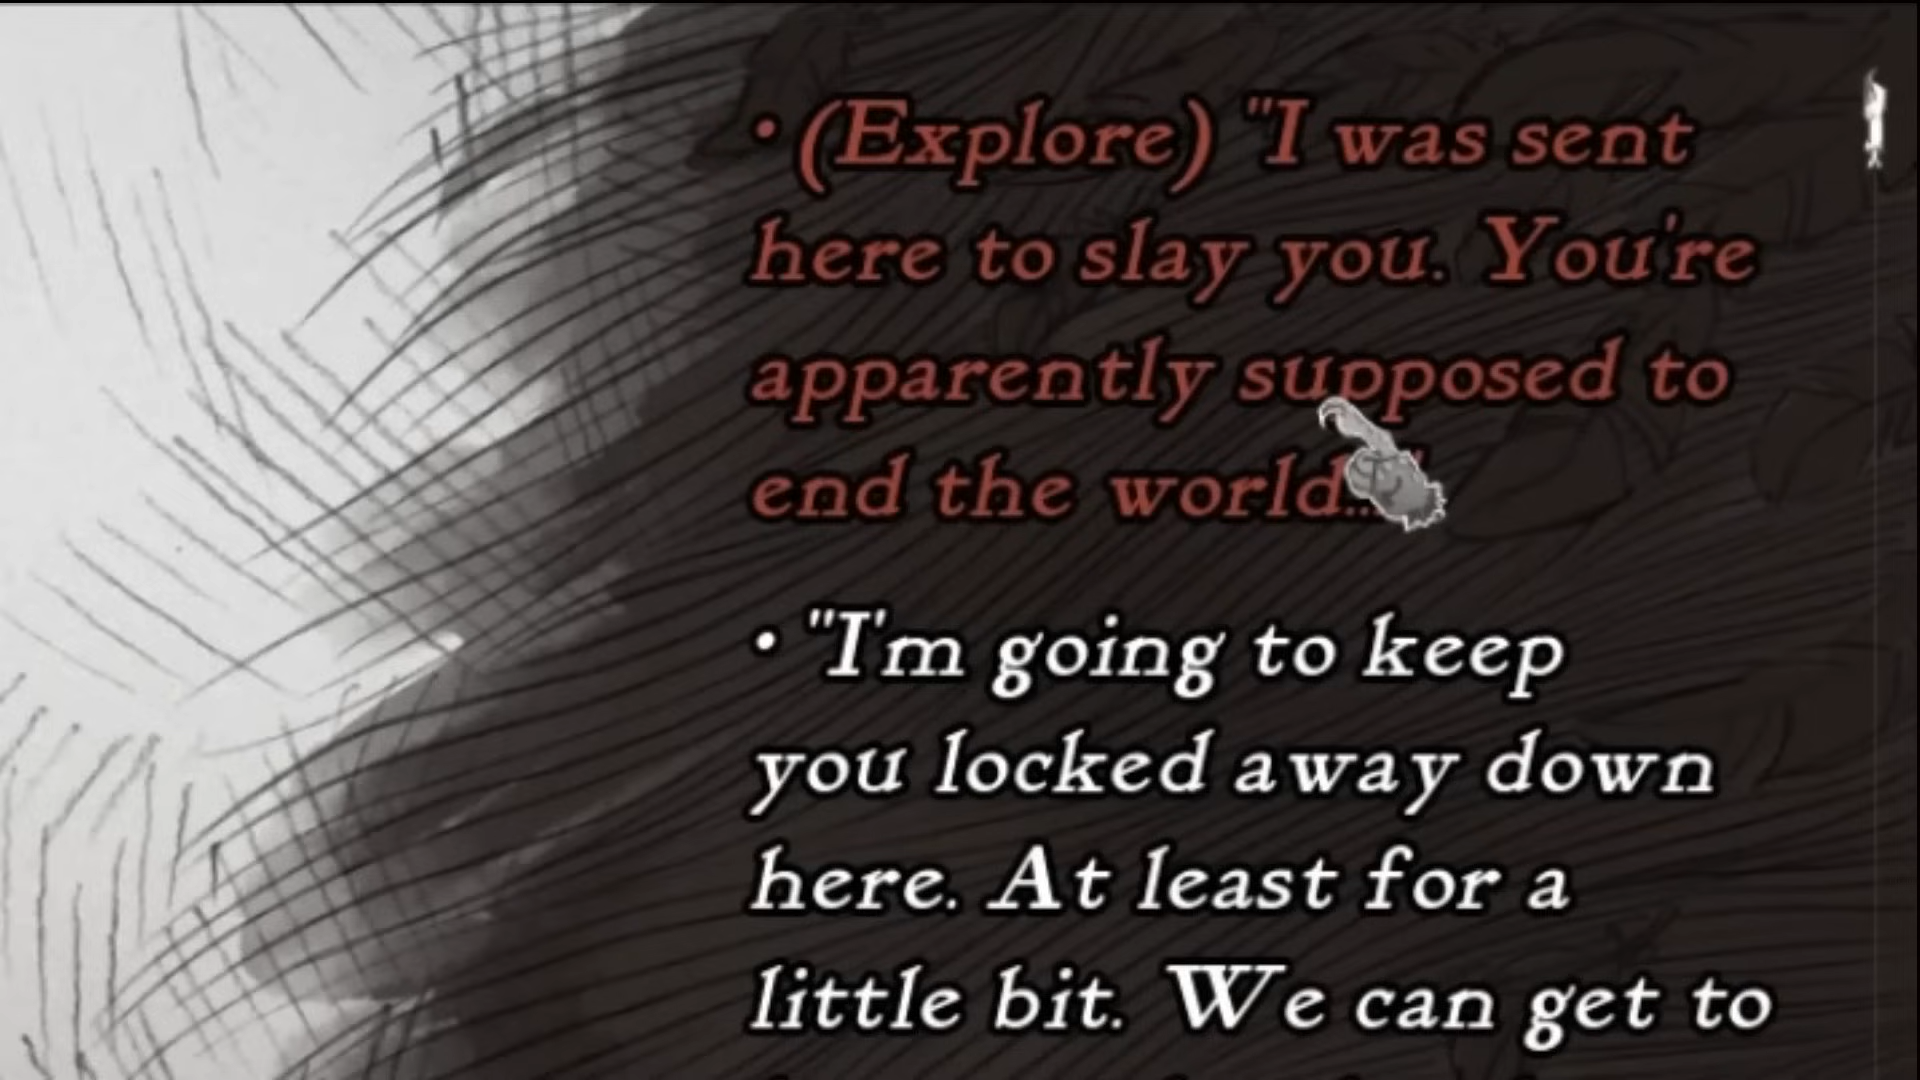 • (Explore) "I was sent
here to slay you. You're
apparently supposed to
end the world..."
• "I'm going to keep
you locked away down
here. At least for a
little bit. We can get to